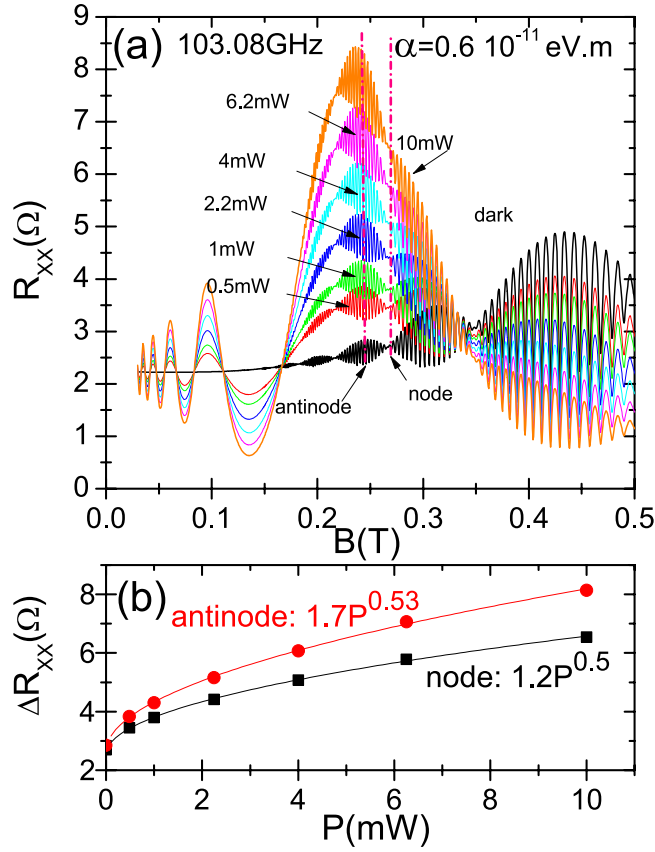 (a) 103.08GHz α=0.6 10⁻¹¹ eV.m
6.2mW
10mW
4mW
2.2mW
dark
1mW
0.5mW
antinode
node
R_XX(Ω)
9
8
7
6
5
4
3
2
1
0
0.0 0.1 0.2 0.3 0.4 0.5
B(T)
(b)
antinode: 1.7P^0.53
node: 1.2P^0.5
ΔR_XX(Ω)
8
6
4
2
0 2 4 6 8 10
P(mW)